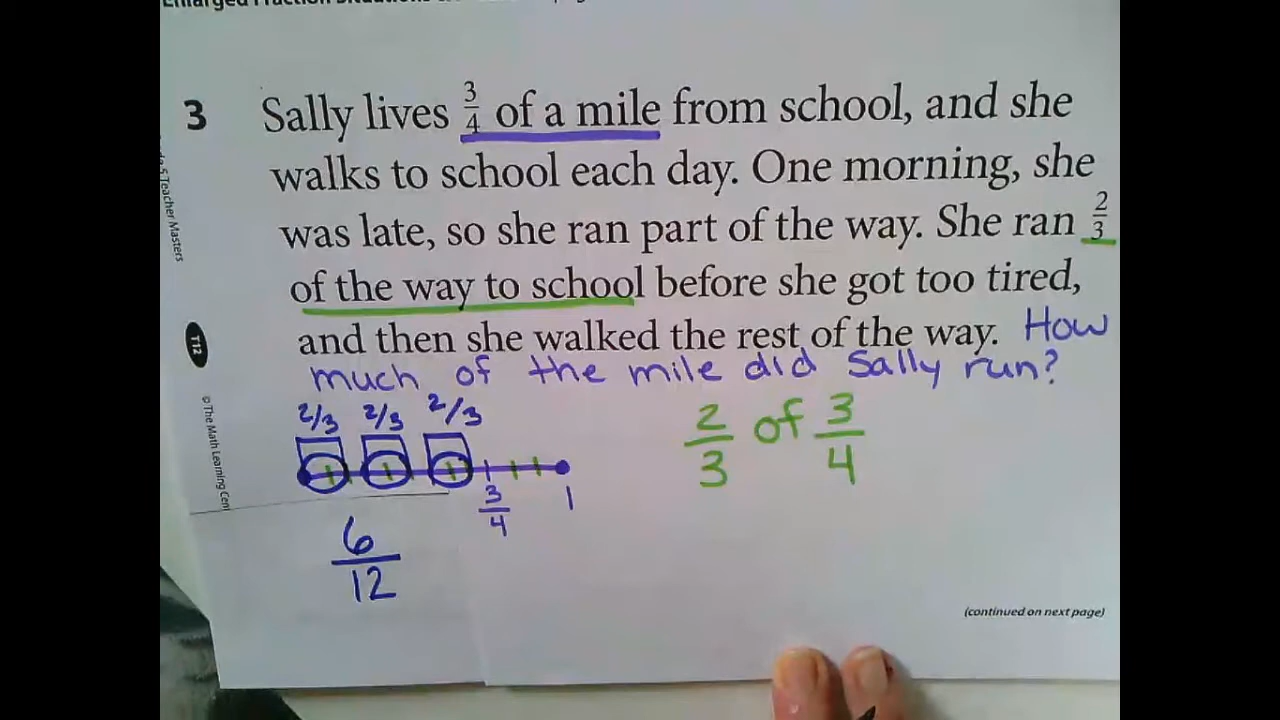 3 Sally lives 3/4 of a mile from school, and she
walks to school each day. One morning, she
was late, so she ran part of the way. She ran 2/3
of the way to school before she got too tired,
and then she walked the rest of the way. How
much of the mile did Sally run?
2/3 2/3 2/3
2/3 of 3/4
3/4 1
6/12
(continued on next page)
Teacher Masters
T12
© The Math Learning Cen